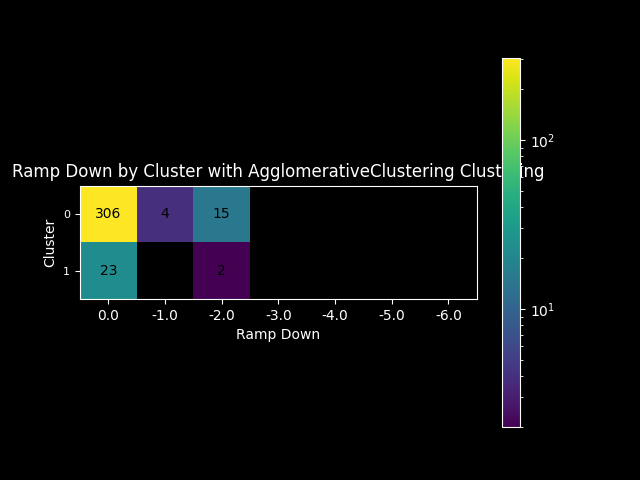 Ramp Down by Cluster with AgglomerativeClustering Clustering
Cluster
0
306 4 15
1
23 2
0.0 -1.0 -2.0 -3.0 -4.0 -5.0 -6.0
Ramp Down
10²
10¹